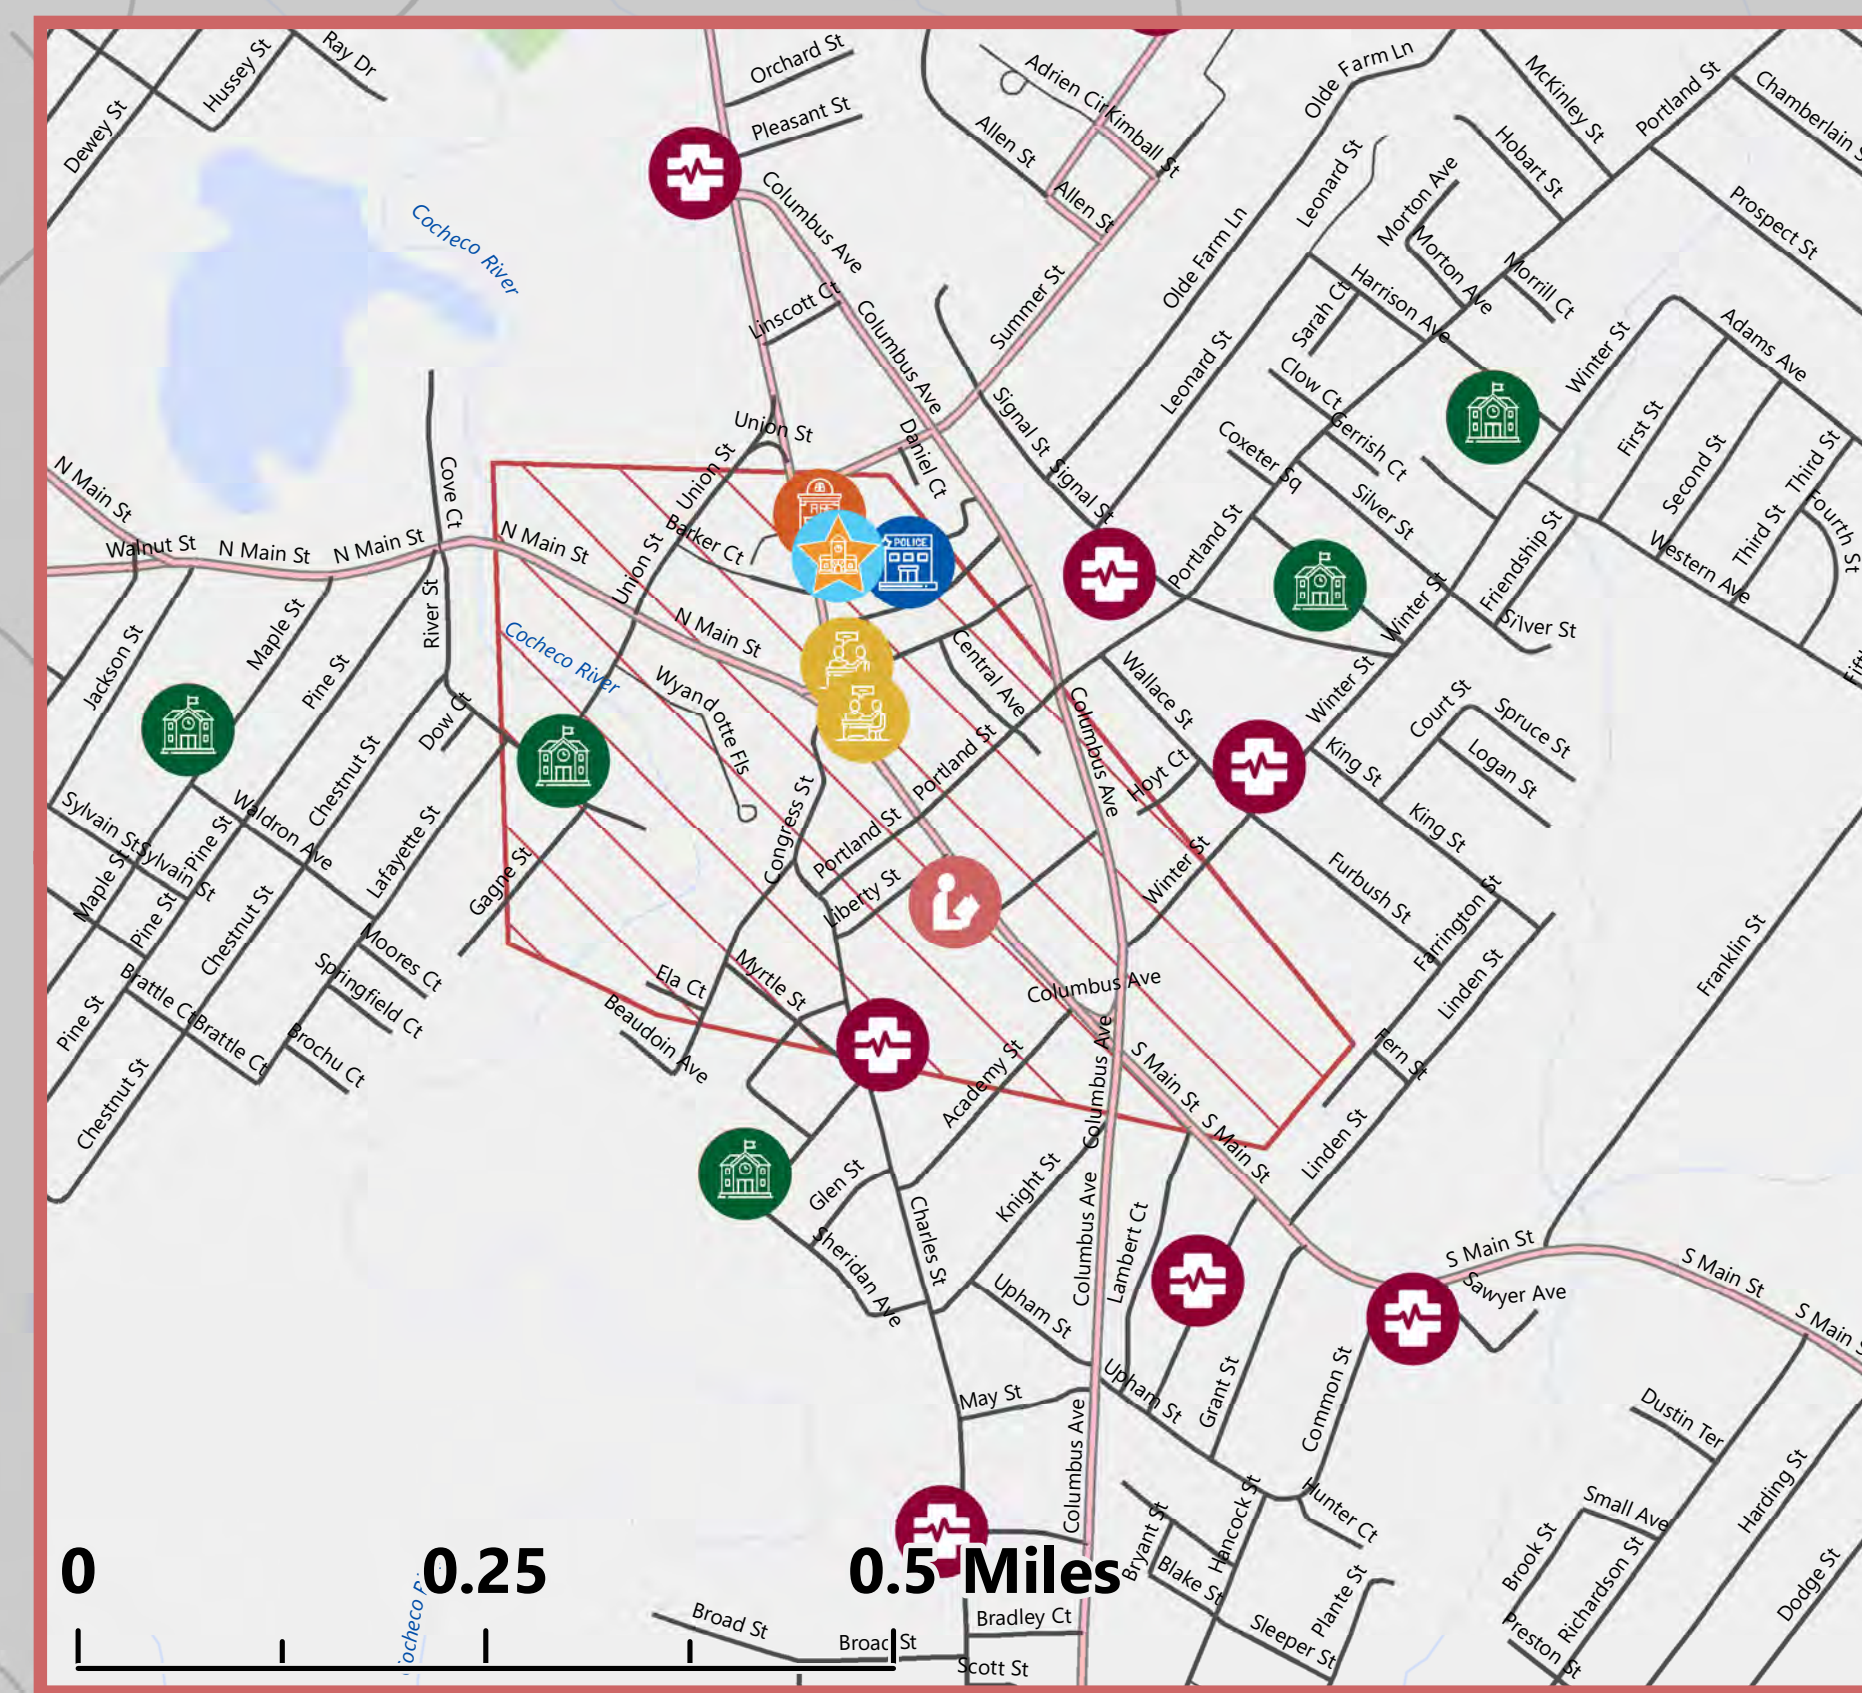 Hussey St
Ray Dr
Dewey St
Orchard St
Pleasant St
Adrien Cir
Kimball St
Allen St
Allen St
Olde Farm Ln
McKinley St
Portland St
Chamberlain S
Hobart St
Leonard St
Morton Ave
Morton Ave
Prospect St
Cocheco River
Columbus Ave
Olde Farm Ln
Harrison Ave
Morrill Ct
Linscott Ct
Columbus Ave
Summer St
Sarah Ct
Leonard St
Winter St
Adams Ave
Clow Ct
Gerrish Ct
First St
Union St
Daniel Ct
Signal St
Coxeter Sq
Second St
Third St
N Main St
Cove Ct
Union St
Signal St
Silver St
Fourth St
Walnut St
N Main St
N Main St
N Main St
Barker Ct
POLICE
Portland St
Third St
Western Ave
Union St
Friendship St
River St
Maple St
N Main St
Winter St
Silver St
Jackson St
Cocheco River
Central Ave
Wallace St
Winter St
Fift
Pine St
Wyandotte Fls
Columbus Ave
Court St
Spruce St
Dow Ct
Portland St
Hoyt Ct
King St
Logan St
Chestnut St
Congress St
Sylvain St
Pine St
Waldron Ave
Lafayette St
Portland St
King St
Sylvain St
Maple St
Gagne St
Liberty St
Winter St
Furbush St
Pine St
Chestnut St
Farrington St
Franklin St
Moores Ct
Springfield Ct
Ela Ct
Myrtle St
Columbus Ave
Linden St
Brattle Ct
Brattle Ct
Pine St
Brochu Ct
Beaudoin Ave
Columbus Ave
S Main St
Fern St
Chestnut St
Academy St
S Main St
Linden St
Glen St
Knight St
Sheridan Ave
Charles St
Columbus Ave
Lambert Ct
S Main St
S Main St
Sawyer Ave
S Main S
Upham St
Upham St
Grant St
Common St
May St
Dustin Ter
Columbus Ave
Hancock St
Hunter Ct
Harding St
Small Ave
Bryant St
Blake St
Brook St
Richardson St
Plante St
Dodge St
0
0.25
0.5 Miles
Broad St
Broad St
Bradley Ct
Scott St
Sleeper St
Preston St